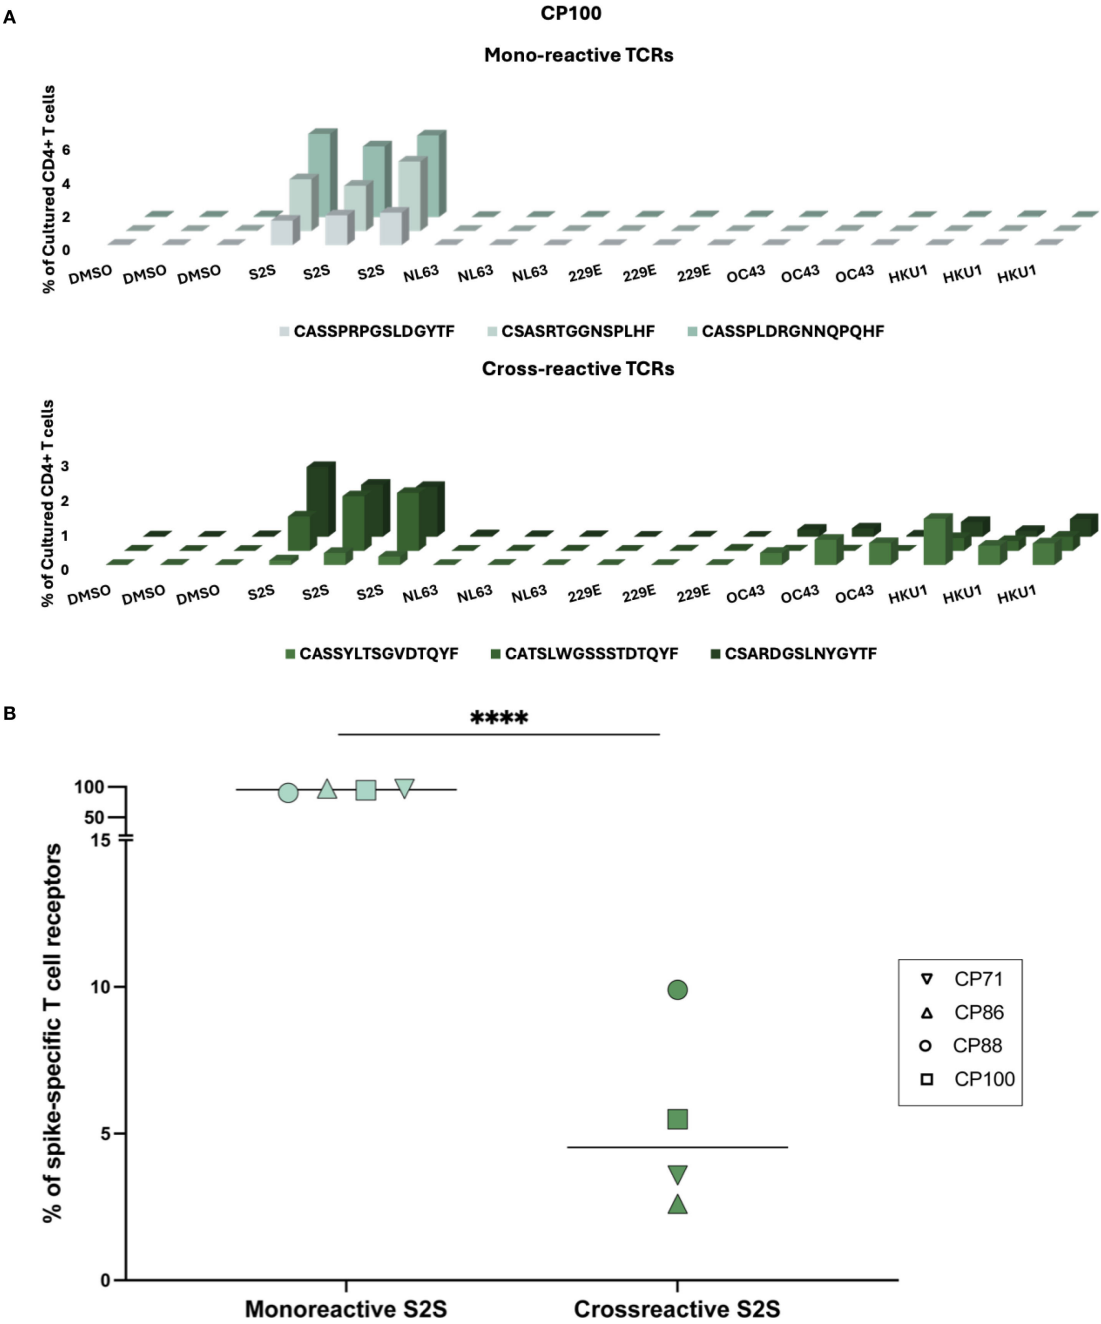 A
CP100
Mono-reactive TCRs
% of Cultured CD4+ T cells
6
4
2
0
DMSO DMSO DMSO S2S S2S S2S NL63 NL63 NL63 229E 229E 229E OC43 OC43 OC43 HKU1 HKU1 HKU1
CASSPRPGSLDGYTF CSASRTGGNSPLHF CASSPLDRGNNQPQHF
Cross-reactive TCRs
% of Cultured CD4+ T cells
3
2
1
0
DMSO DMSO DMSO S2S S2S S2S NL63 NL63 NL63 229E 229E 229E OC43 OC43 OC43 HKU1 HKU1 HKU1
CASSYLTSGVDTQYF CATSLWGSSSTDTQYF CSARDGSLNYGYTF
B
****
% of spike-specific T cell receptors
100
50
15
10
5
0
Monoreactive S2S Crossreactive S2S
CP71
CP86
CP88
CP100